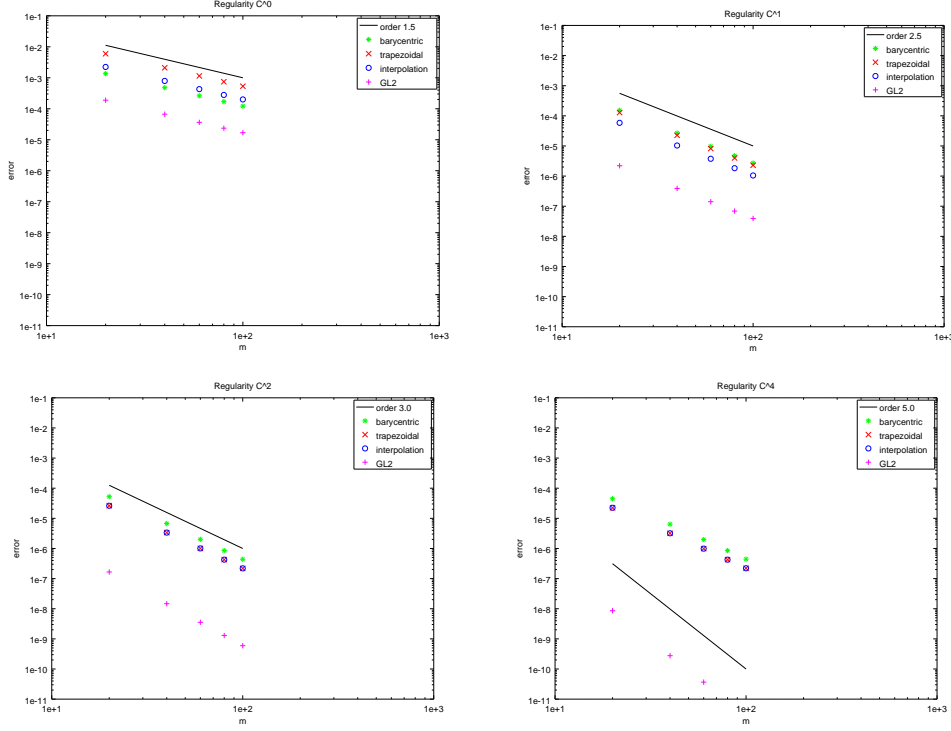 Regularity C^0
1e-1
1e-2
1e-3
1e-4
1e-5
1e-6
1e-7
1e-8
1e-9
1e-10
1e-11
1e+1
1e+2
1e+3
error
m
order 1.5
barycentric
trapezoidal
interpolation
GL2
Regularity C^1
1e-1
1e-2
1e-3
1e-4
1e-5
1e-6
1e-7
1e-8
1e-9
1e-10
1e-11
1e+1
1e+2
1e+3
error
m
order 2.5
barycentric
trapezoidal
interpolation
GL2
Regularity C^2
1e-1
1e-2
1e-3
1e-4
1e-5
1e-6
1e-7
1e-8
1e-9
1e-10
1e-11
1e+1
1e+2
1e+3
error
m
order 3.0
barycentric
trapezoidal
interpolation
GL2
Regularity C^4
1e-1
1e-2
1e-3
1e-4
1e-5
1e-6
1e-7
1e-8
1e-9
1e-10
1e-11
1e+1
1e+2
1e+3
error
m
order 5.0
barycentric
trapezoidal
interpolation
GL2